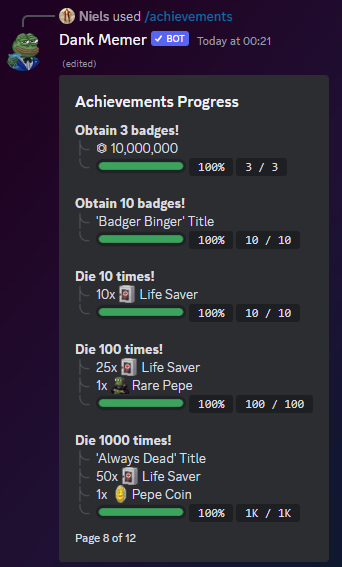 Niels used /achievements
Dank Memer ✓ BOT Today at 00:21
(edited)
Achievements Progress
Obtain 3 badges!
10,000,000
100% 3 / 3
Obtain 10 badges!
'Badger Binger' Title
100% 10 / 10
Die 10 times!
10x Life Saver
100% 10 / 10
Die 100 times!
25x Life Saver
1x Rare Pepe
100% 100 / 100
Die 1000 times!
'Always Dead' Title
50x Life Saver
1x Pepe Coin
100% 1K / 1K
Page 8 of 12